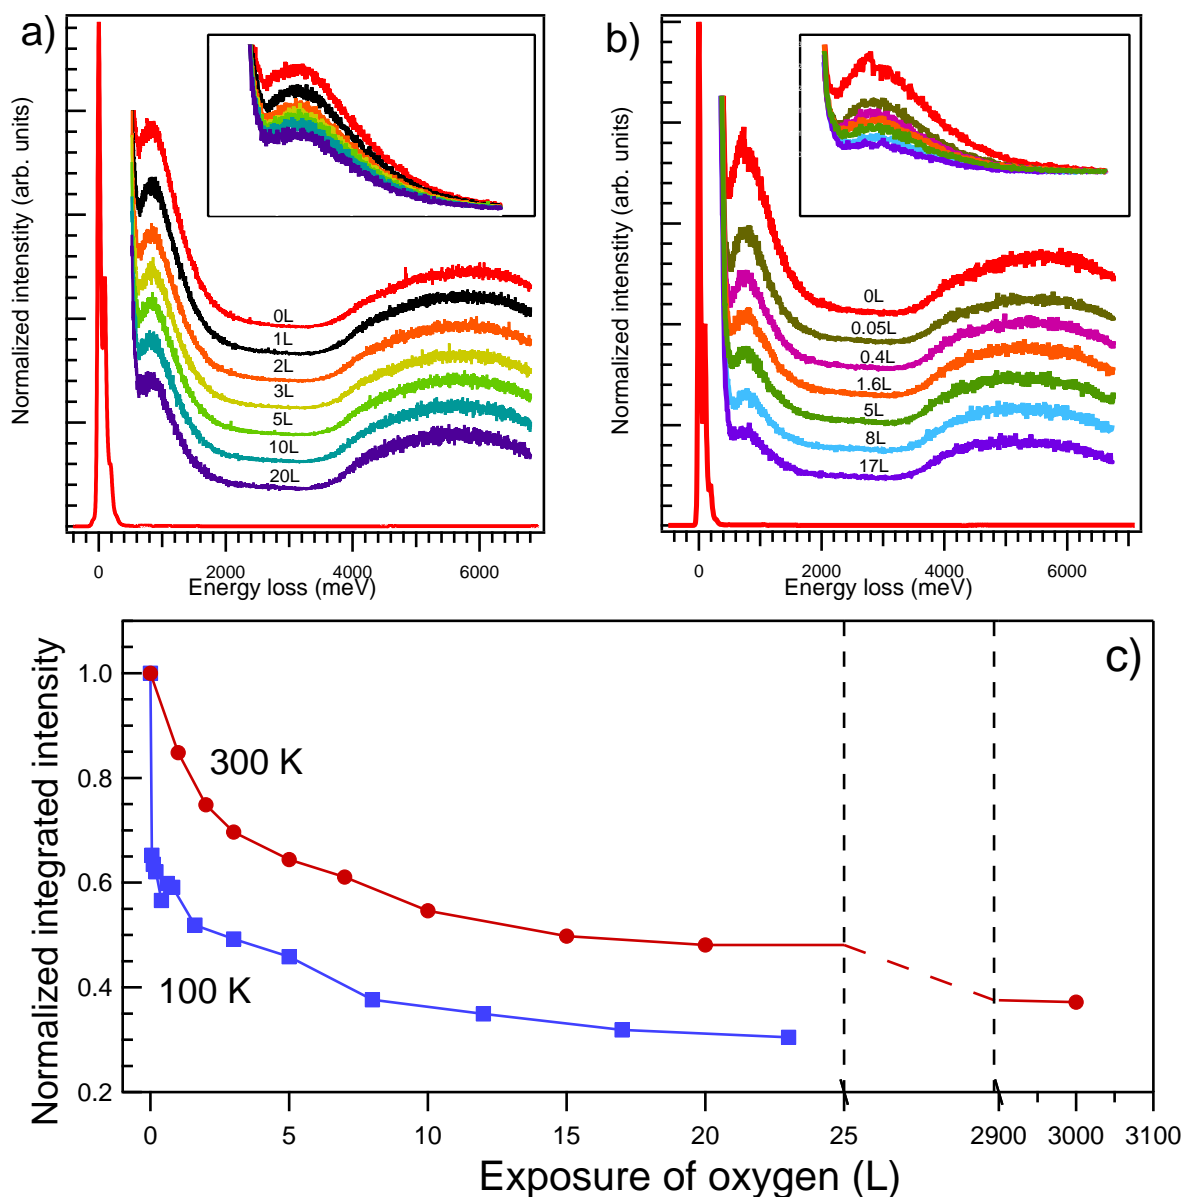 a)
Normalized intenstity (arb. units)
0L
1L
2L
3L
5L
10L
20L
0
2000
4000
6000
Energy loss (meV)
b)
Normalized intensity (arb. units)
0L
0.05L
0.4L
1.6L
5L
8L
17L
0
2000
4000
6000
Energy loss (meV)
c)
Normalized integrated intensity
1.0
0.8
0.6
0.4
0.2
300 K
100 K
0
5
10
15
20
25
2900
3000
3100
Exposure of oxygen (L)